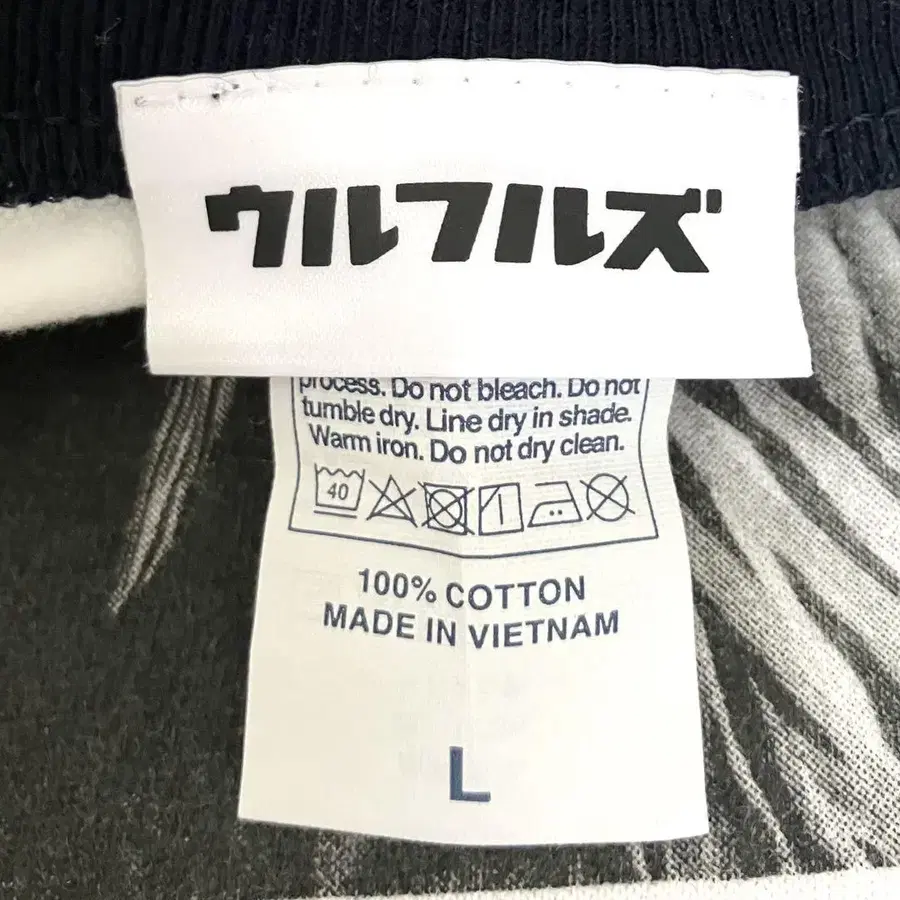 ウルフルズ
process. Do not bleach. Do not
tumble dry. Line dry in shade.
Warm iron. Do not dry clean.
40
100% COTTON
MADE IN VIETNAM
L